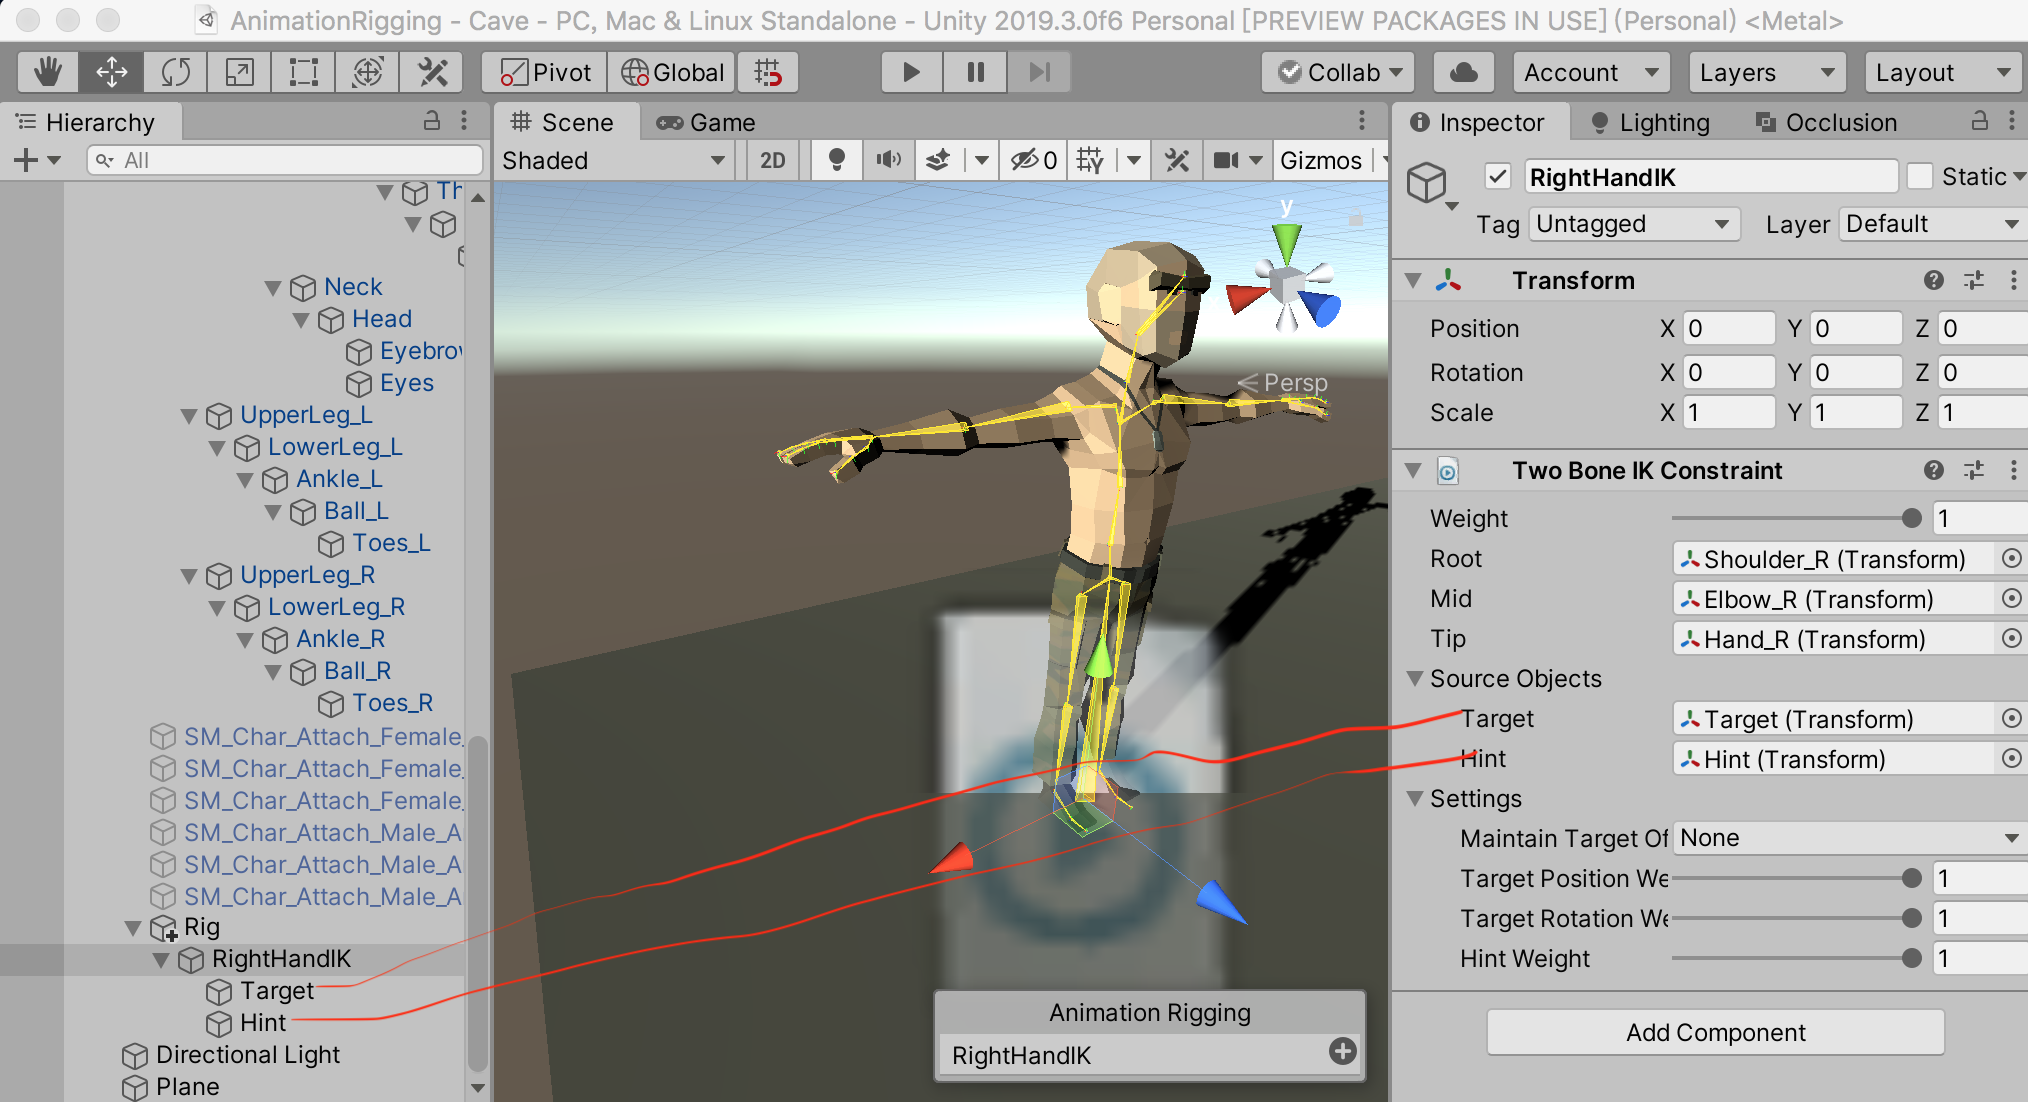 AnimationRigging - Cave - PC, Mac & Linux Standalone - Unity 2019.3.0f6 Personal [PREVIEW PACKAGES IN USE] (Personal) <Metal>
Pivot Global Collab Account Layers Layout
Hierarchy
All
Th
Neck
Head
Eyebrow
Eyes
UpperLeg_L
LowerLeg_L
Ankle_L
Ball_L
Toes_L
UpperLeg_R
LowerLeg_R
Ankle_R
Ball_R
Toes_R
SM_Char_Attach_Female_
SM_Char_Attach_Female_
SM_Char_Attach_Female_
SM_Char_Attach_Male_A
SM_Char_Attach_Male_A
SM_Char_Attach_Male_A
Rig
RightHandIK
Target
Hint
Directional Light
Plane
Scene Game
Shaded 2D 0 Gizmos
y
Persp
Animation Rigging
RightHandIK
Inspector Lighting Occlusion
RightHandIK Static
Tag Untagged Layer Default
Transform
Position X 0 Y 0 Z 0
Rotation X 0 Y 0 Z 0
Scale X 1 Y 1 Z 1
Two Bone IK Constraint
Weight 1
Root Shoulder_R (Transform)
Mid Elbow_R (Transform)
Tip Hand_R (Transform)
Source Objects
Target Target (Transform)
Hint Hint (Transform)
Settings
Maintain Target Of None
Target Position We 1
Target Rotation We 1
Hint Weight 1
Add Component